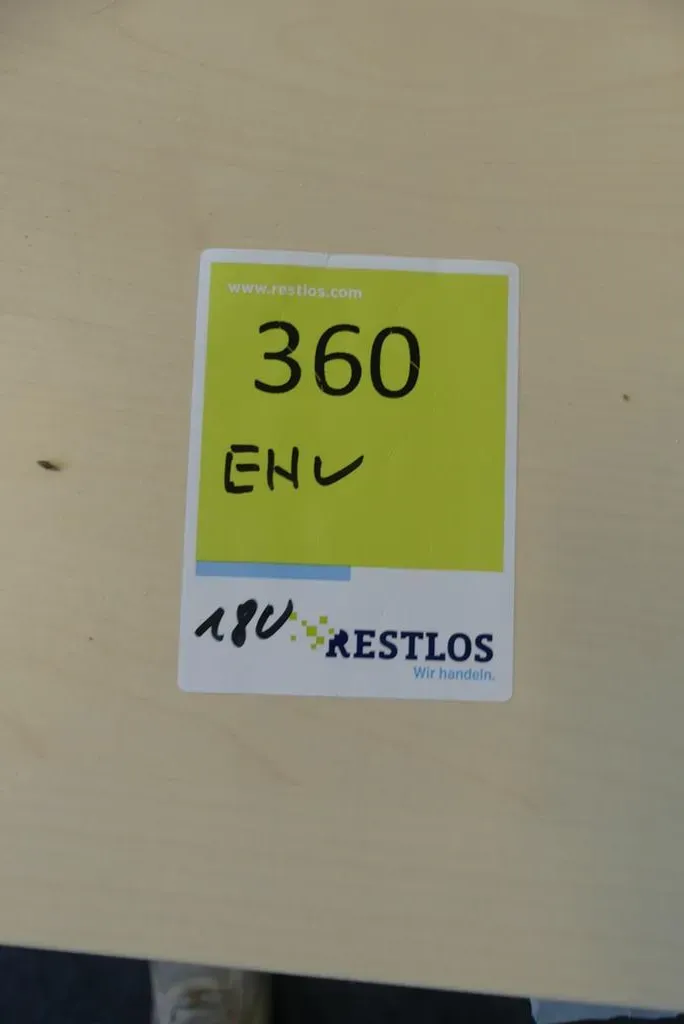 www.restlos.com
360
EHV
180
RESTLOS
Wir handeln.